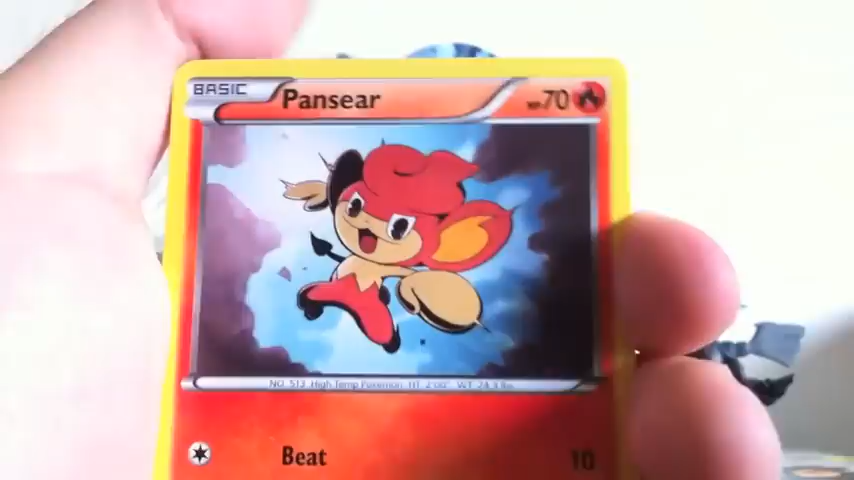 BASIC Pansear HP70
NO. 513 High Temp Pokémon HT 2'00" WT 24.3 lbs.
Beat 10